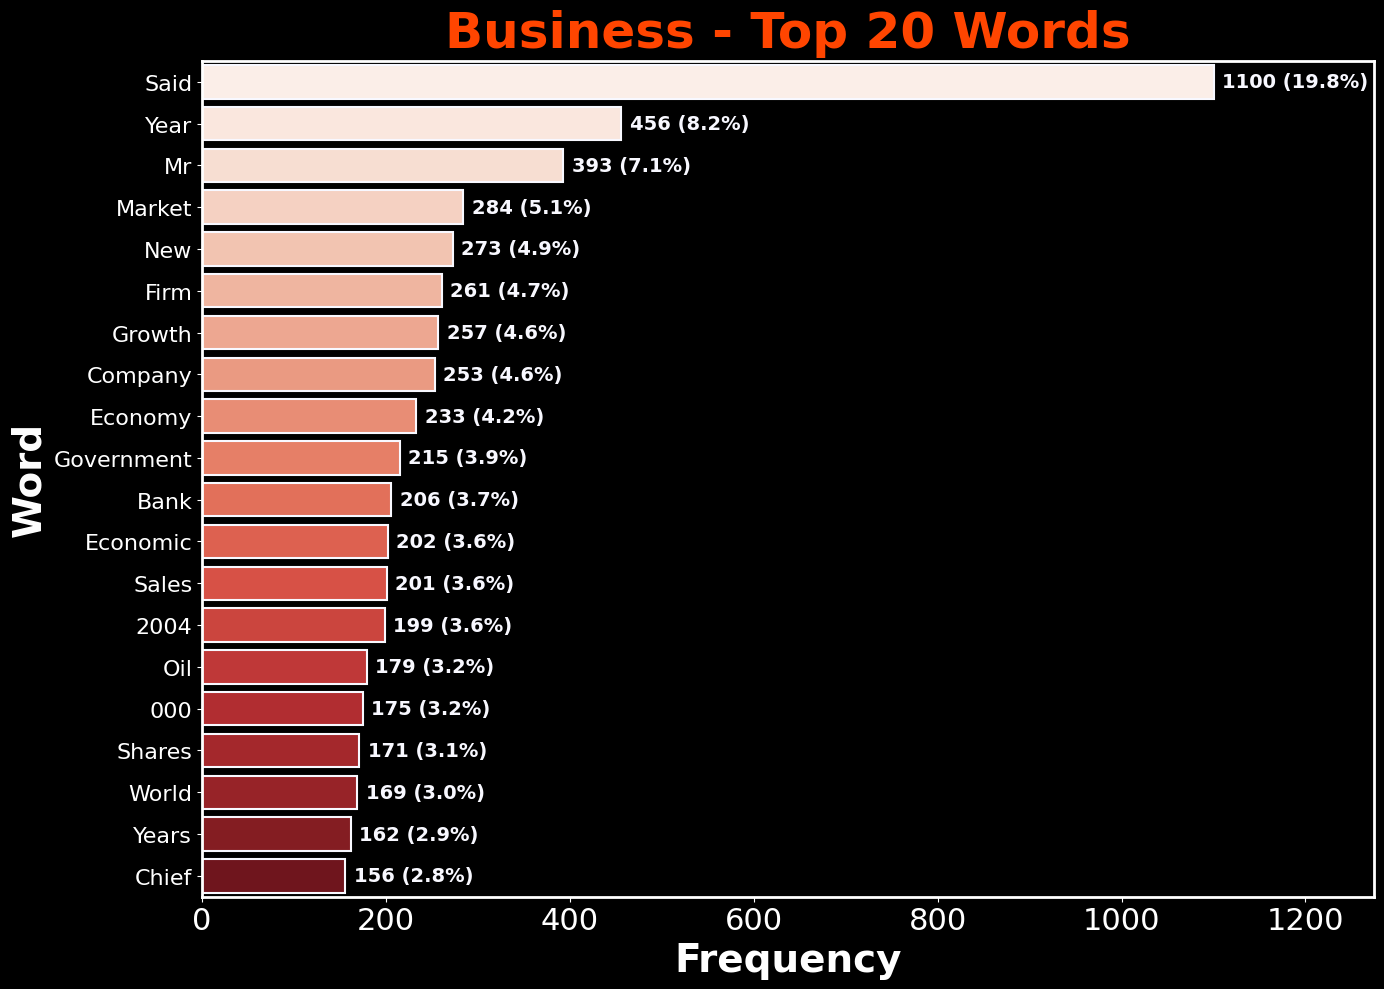 Business - Top 20 Words
Said 1100 (19.8%)
Year 456 (8.2%)
Mr 393 (7.1%)
Market 284 (5.1%)
New 273 (4.9%)
Firm 261 (4.7%)
Growth 257 (4.6%)
Company 253 (4.6%)
Economy 233 (4.2%)
Government 215 (3.9%)
Bank 206 (3.7%)
Economic 202 (3.6%)
Sales 201 (3.6%)
2004 199 (3.6%)
Oil 179 (3.2%)
000 175 (3.2%)
Shares 171 (3.1%)
World 169 (3.0%)
Years 162 (2.9%)
Chief 156 (2.8%)
Word
0 200 400 600 800 1000 1200
Frequency